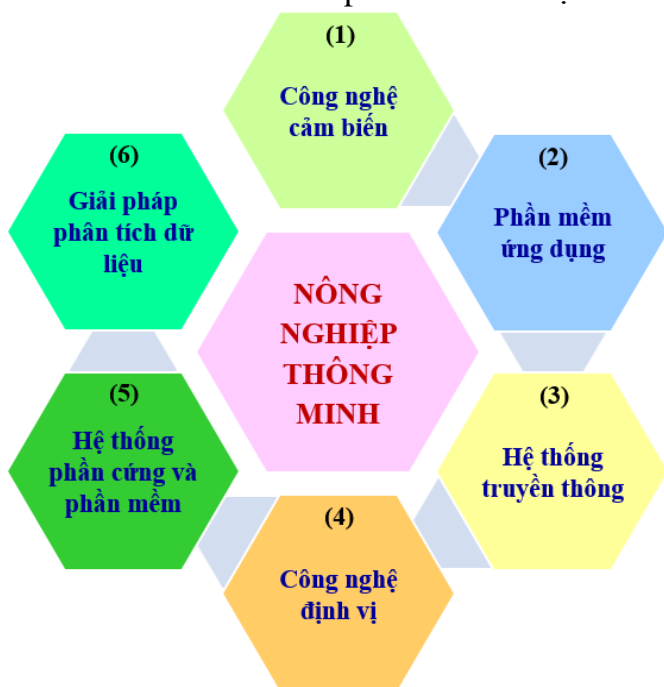 (1)
Công nghệ
cảm biến
(2)
Phần mềm
ứng dụng
(3)
Hệ thống
truyền thông
(4)
Công nghệ
định vị
(5)
Hệ thống
phần cứng và
phần mềm
(6)
Giải pháp
phân tích dữ
liệu
NÔNG
NGHIỆP
THÔNG
MINH